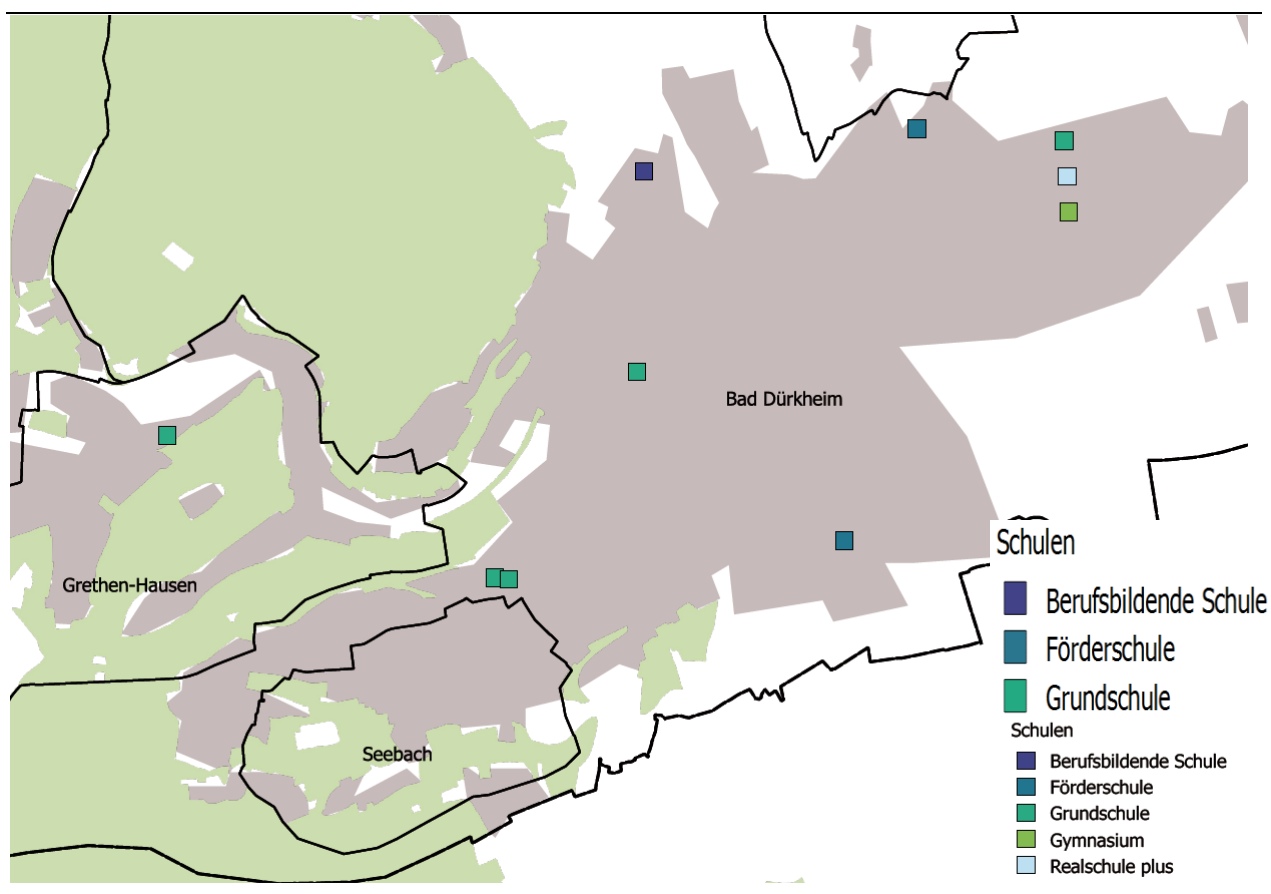 Bad Dürkheim
Grethen-Hausen
Seebach
Schulen
Berufsbildende Schule
Förderschule
Grundschule
Schulen
Berufsbildende Schule
Förderschule
Grundschule
Gymnasium
Realschule plus